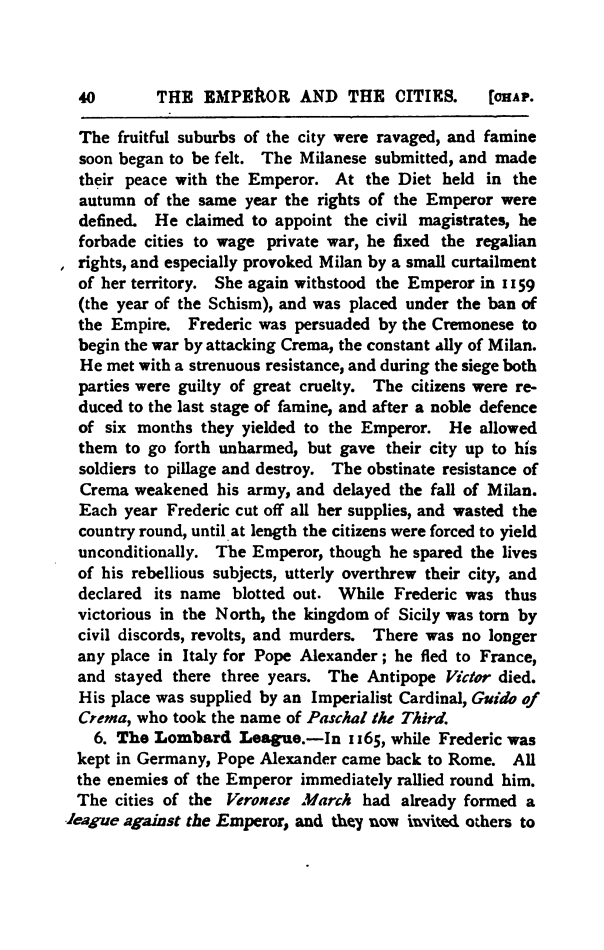 40 THE EMPEROR AND THE CITIES. [CHAP.
The fruitful suburbs of the city were ravaged, and famine
soon began to be felt. The Milanese submitted, and made
their peace with the Emperor. At the Diet held in the
autumn of the same year the rights of the Emperor were
defined. He claimed to appoint the civil magistrates, he
forbade cities to wage private war, he fixed the regalian
rights, and especially provoked Milan by a small curtailment
of her territory. She again withstood the Emperor in 1159
(the year of the Schism), and was placed under the ban of
the Empire. Frederic was persuaded by the Cremonese to
begin the war by attacking Crema, the constant ally of Milan.
He met with a strenuous resistance, and during the siege both
parties were guilty of great cruelty. The citizens were re-
duced to the last stage of famine, and after a noble defence
of six months they yielded to the Emperor. He allowed
them to go forth unharmed, but gave their city up to his
soldiers to pillage and destroy. The obstinate resistance of
Crema weakened his army, and delayed the fall of Milan.
Each year Frederic cut off all her supplies, and wasted the
country round, until at length the citizens were forced to yield
unconditionally. The Emperor, though he spared the lives
of his rebellious subjects, utterly overthrew their city, and
declared its name blotted out. While Frederic was thus
victorious in the North, the kingdom of Sicily was torn by
civil discords, revolts, and murders. There was no longer
any place in Italy for Pope Alexander; he fled to France,
and stayed there three years. The Antipope Victor died.
His place was supplied by an Imperialist Cardinal, Guido of
Crema, who took the name of Paschal the Third.
6. The Lombard League.—In 1165, while Frederic was
kept in Germany, Pope Alexander came back to Rome. All
the enemies of the Emperor immediately rallied round him.
The cities of the Veronese March had already formed a
league against the Emperor, and they now invited others to